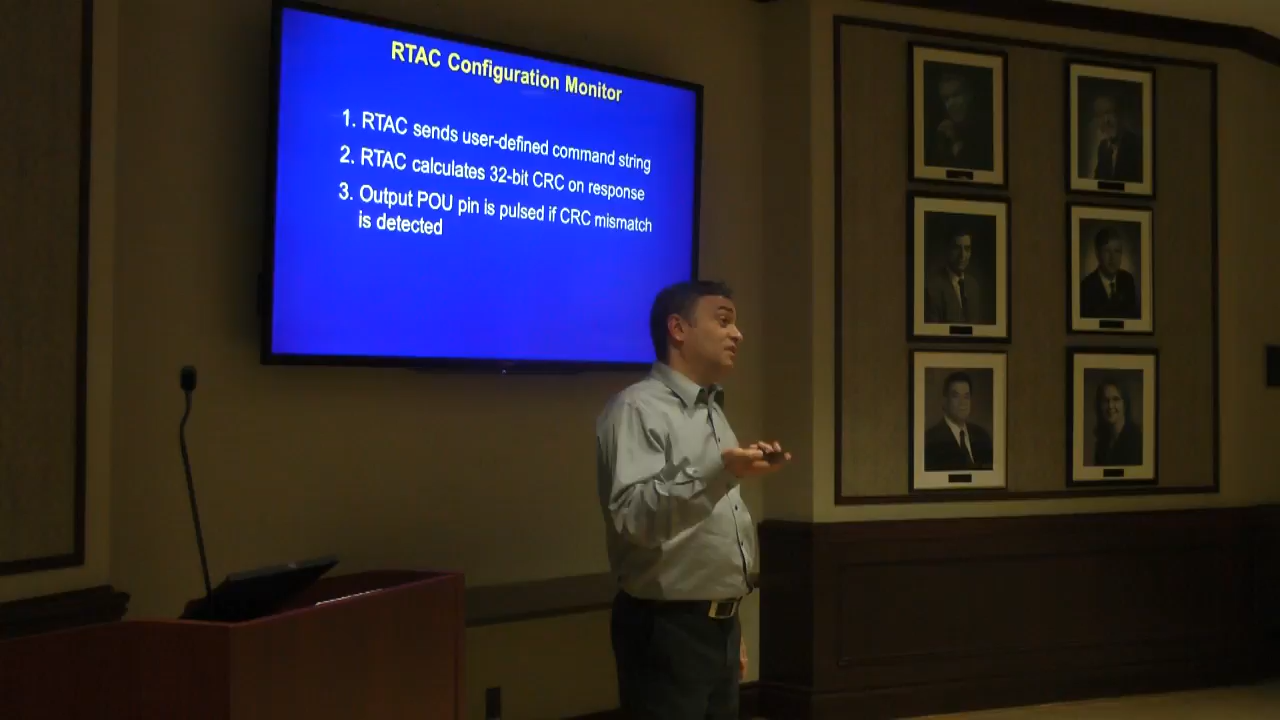 RTAC Configuration Monitor
1. RTAC sends user-defined command string
2. RTAC calculates 32-bit CRC on response
3. Output POU pin is pulsed if CRC mismatch
is detected